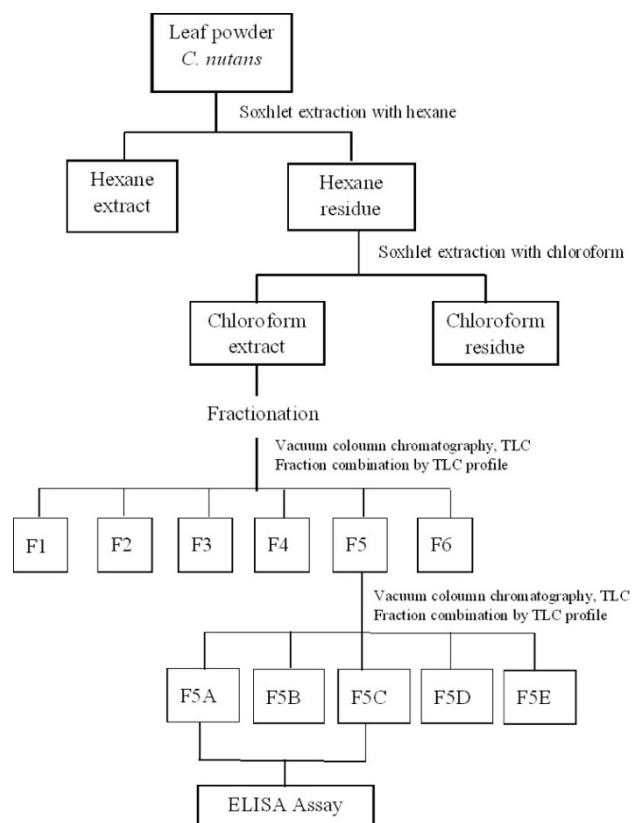 Leaf powder
C. nutans
Soxhlet extraction with hexane
Hexane
extract
Hexane
residue
Soxhlet extraction with chloroform
Chloroform
extract
Chloroform
residue
Fractionation
Vacuum coloumn chromatography, TLC
Fraction combination by TLC profile
F1
F2
F3
F4
F5
F6
Vacuum coloumn chromatography, TLC
Fraction combination by TLC profile
F5A
F5B
F5C
F5D
F5E
ELISA Assay